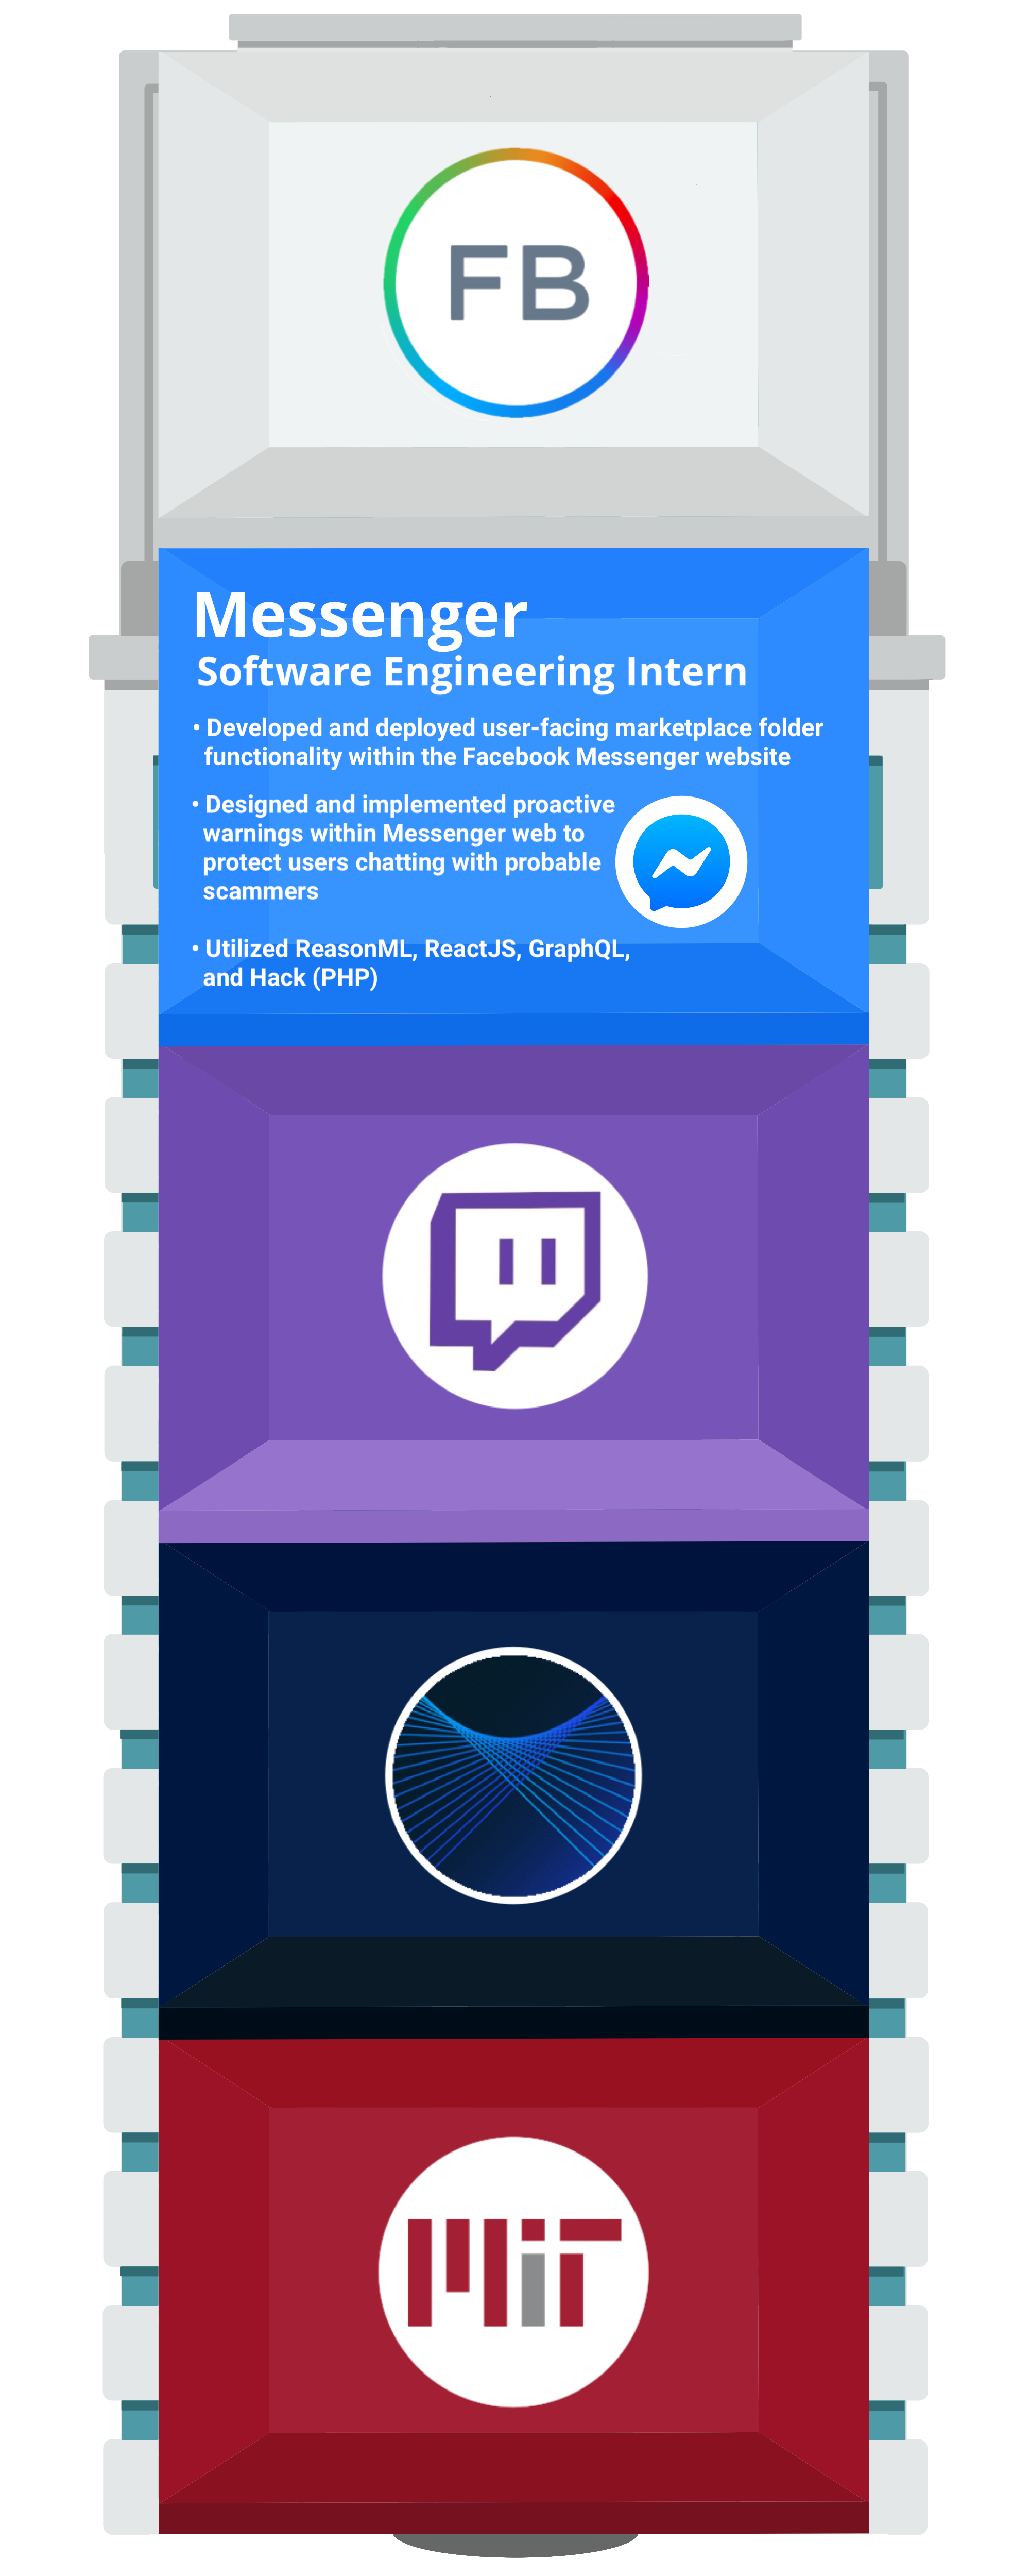 FB
Messenger
Software Engineering Intern
• Developed and deployed user-facing marketplace folder
functionality within the Facebook Messenger website
• Designed and implemented proactive
warnings within Messenger web to
protect users chatting with probable
scammers
• Utilized ReasonML, ReactJS, GraphQL,
and Hack (PHP)
MIT